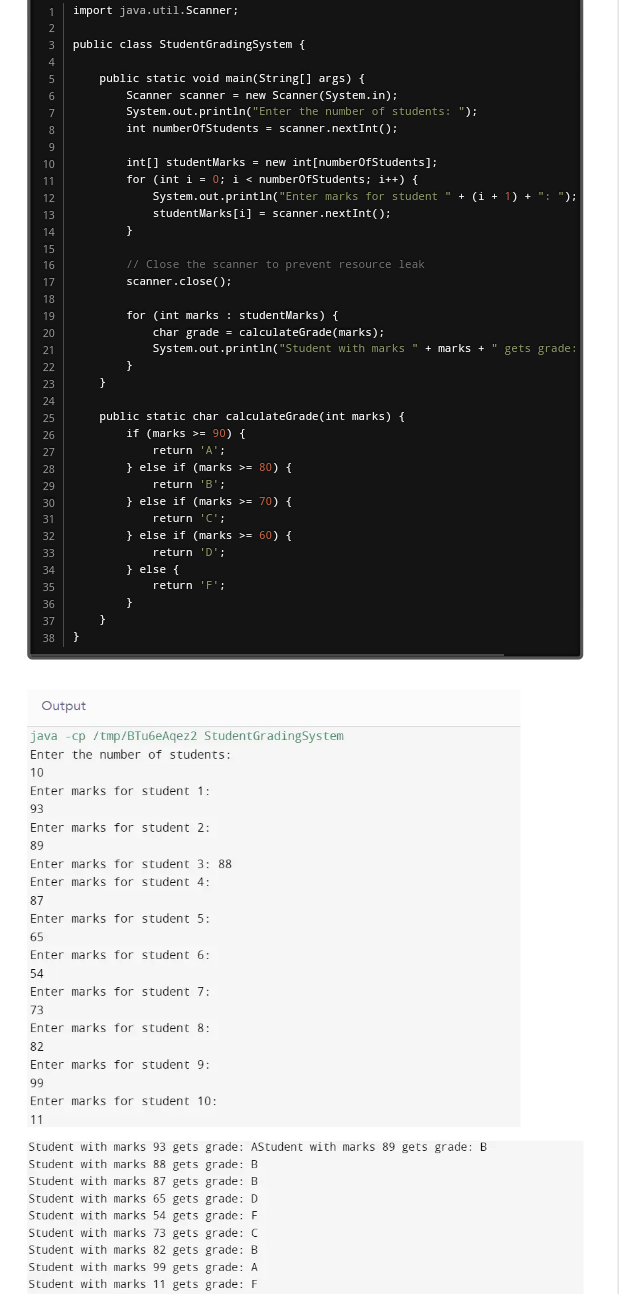 1 import java.util.Scanner;
2
3 public class StudentGradingSystem {
4
5     public static void main(String[] args) {
6         Scanner scanner = new Scanner(System.in);
7         System.out.println("Enter the number of students: ");
8         int numberOfStudents = scanner.nextInt();
9
10         int[] studentMarks = new int[numberOfStudents];
11         for (int i = 0; i < numberOfStudents; i++) {
12             System.out.println("Enter marks for student " + (i + 1) + ": ");
13             studentMarks[i] = scanner.nextInt();
14         }
15
16         // Close the scanner to prevent resource leak
17         scanner.close();
18
19         for (int marks : studentMarks) {
20             char grade = calculateGrade(marks);
21             System.out.println("Student with marks " + marks + " gets grade:
22         }
23     }
24
25     public static char calculateGrade(int marks) {
26         if (marks >= 90) {
27             return 'A';
28         } else if (marks >= 80) {
29             return 'B';
30         } else if (marks >= 70) {
31             return 'C';
32         } else if (marks >= 60) {
33             return 'D';
34         } else {
35             return 'F';
36         }
37     }
38 }
Output
java -cp /tmp/BTu6eAqez2 StudentGradingSystem
Enter the number of students:
10
Enter marks for student 1:
93
Enter marks for student 2:
89
Enter marks for student 3: 88
Enter marks for student 4:
87
Enter marks for student 5:
65
Enter marks for student 6:
54
Enter marks for student 7:
73
Enter marks for student 8:
82
Enter marks for student 9:
99
Enter marks for student 10:
11
Student with marks 93 gets grade: AStudent with marks 89 gets grade: B
Student with marks 88 gets grade: B
Student with marks 87 gets grade: B
Student with marks 65 gets grade: D
Student with marks 54 gets grade: F
Student with marks 73 gets grade: C
Student with marks 82 gets grade: B
Student with marks 99 gets grade: A
Student with marks 11 gets grade: F